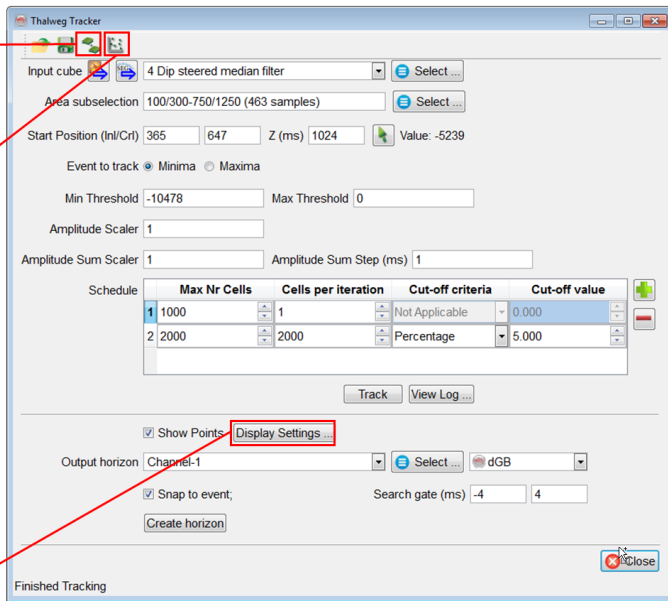 Thalweg Tracker
Input cube 4 Dip steered median filter Select ...
Area subselection 100/300-750/1250 (463 samples) Select ...
Start Position (Inl/Crl) 365 647 Z (ms) 1024 Value: -5239
Event to track Minima Maxima
Min Threshold -10478 Max Threshold 0
Amplitude Scaler 1
Amplitude Sum Scaler 1 Amplitude Sum Step (ms) 1
Schedule Max Nr Cells Cells per iteration Cut-off criteria Cut-off value
1 1000 1 Not Applicable 0.000
2 2000 2000 Percentage 5.000
Track View Log ...
Show Points Display Settings ...
Output horizon Channel-1 Select ... dGB
Snap to event; Search gate (ms) -4 4
Create horizon
Close
Finished Tracking